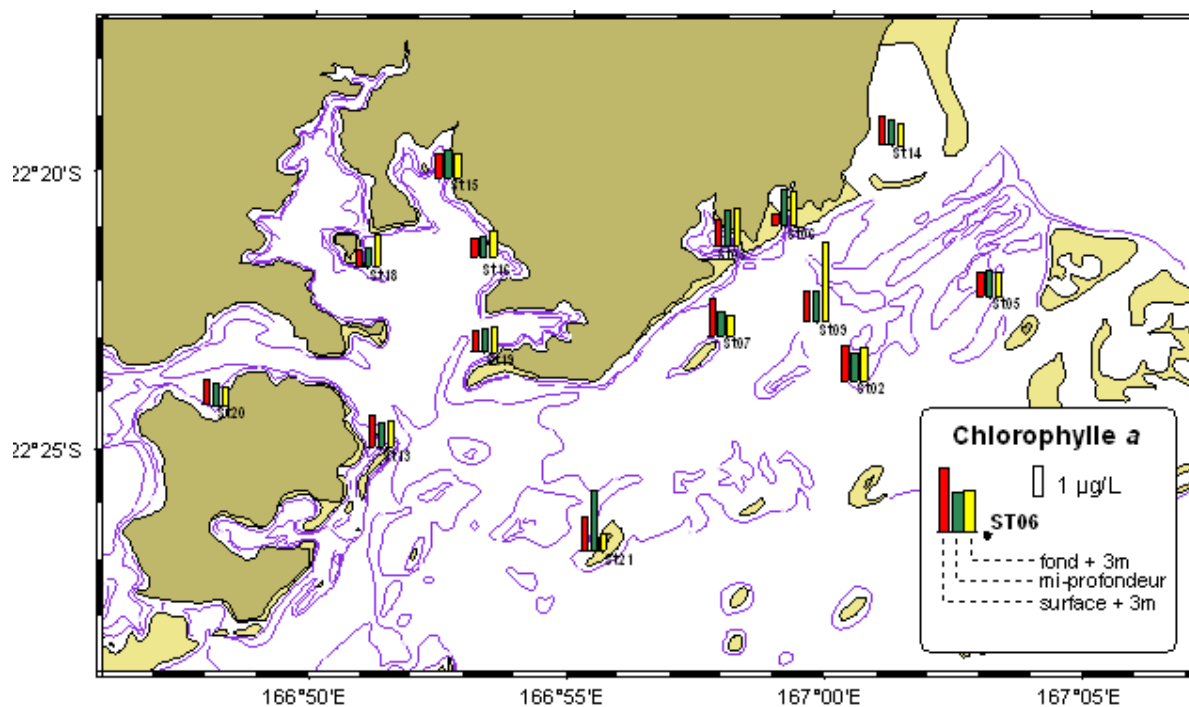 St14
22°20'S
St15
St06
St16
St18
St05
St09
St07
St19
St02
St20
22°25'S
St13
Chlorophylle a
1 µg/L
ST06
St21
fond + 3m
mi-profondeur
surface + 3m
166°50'E
166°55'E
167°00'E
167°05'E